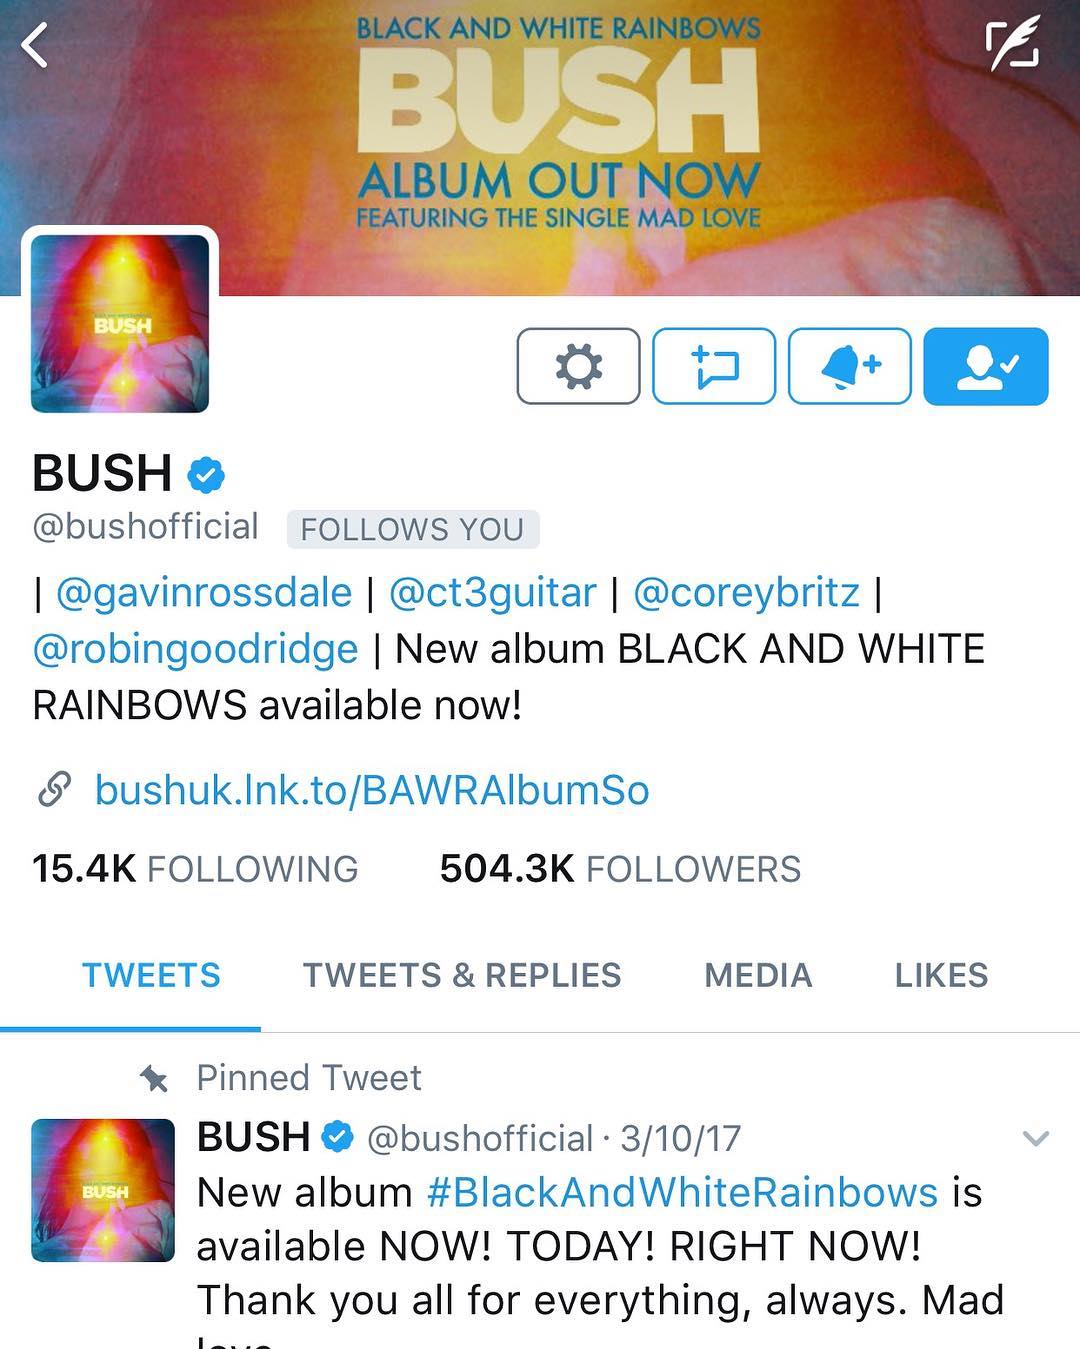 BLACK AND WHITE RAINBOWS
BUSH
ALBUM OUT NOW
FEATURING THE SINGLE MAD LOVE
BUSH
BUSH
@bushofficial FOLLOWS YOU
| @gavinrossdale | @ct3guitar | @coreybritz |
@robingoodridge | New album BLACK AND WHITE
RAINBOWS available now!
bushuk.lnk.to/BAWRAlbumSo
15.4K FOLLOWING 504.3K FOLLOWERS
TWEETS TWEETS & REPLIES MEDIA LIKES
Pinned Tweet
BUSH @bushofficial · 3/10/17
BUSH
New album #BlackAndWhiteRainbows is
available NOW! TODAY! RIGHT NOW!
Thank you all for everything, always. Mad